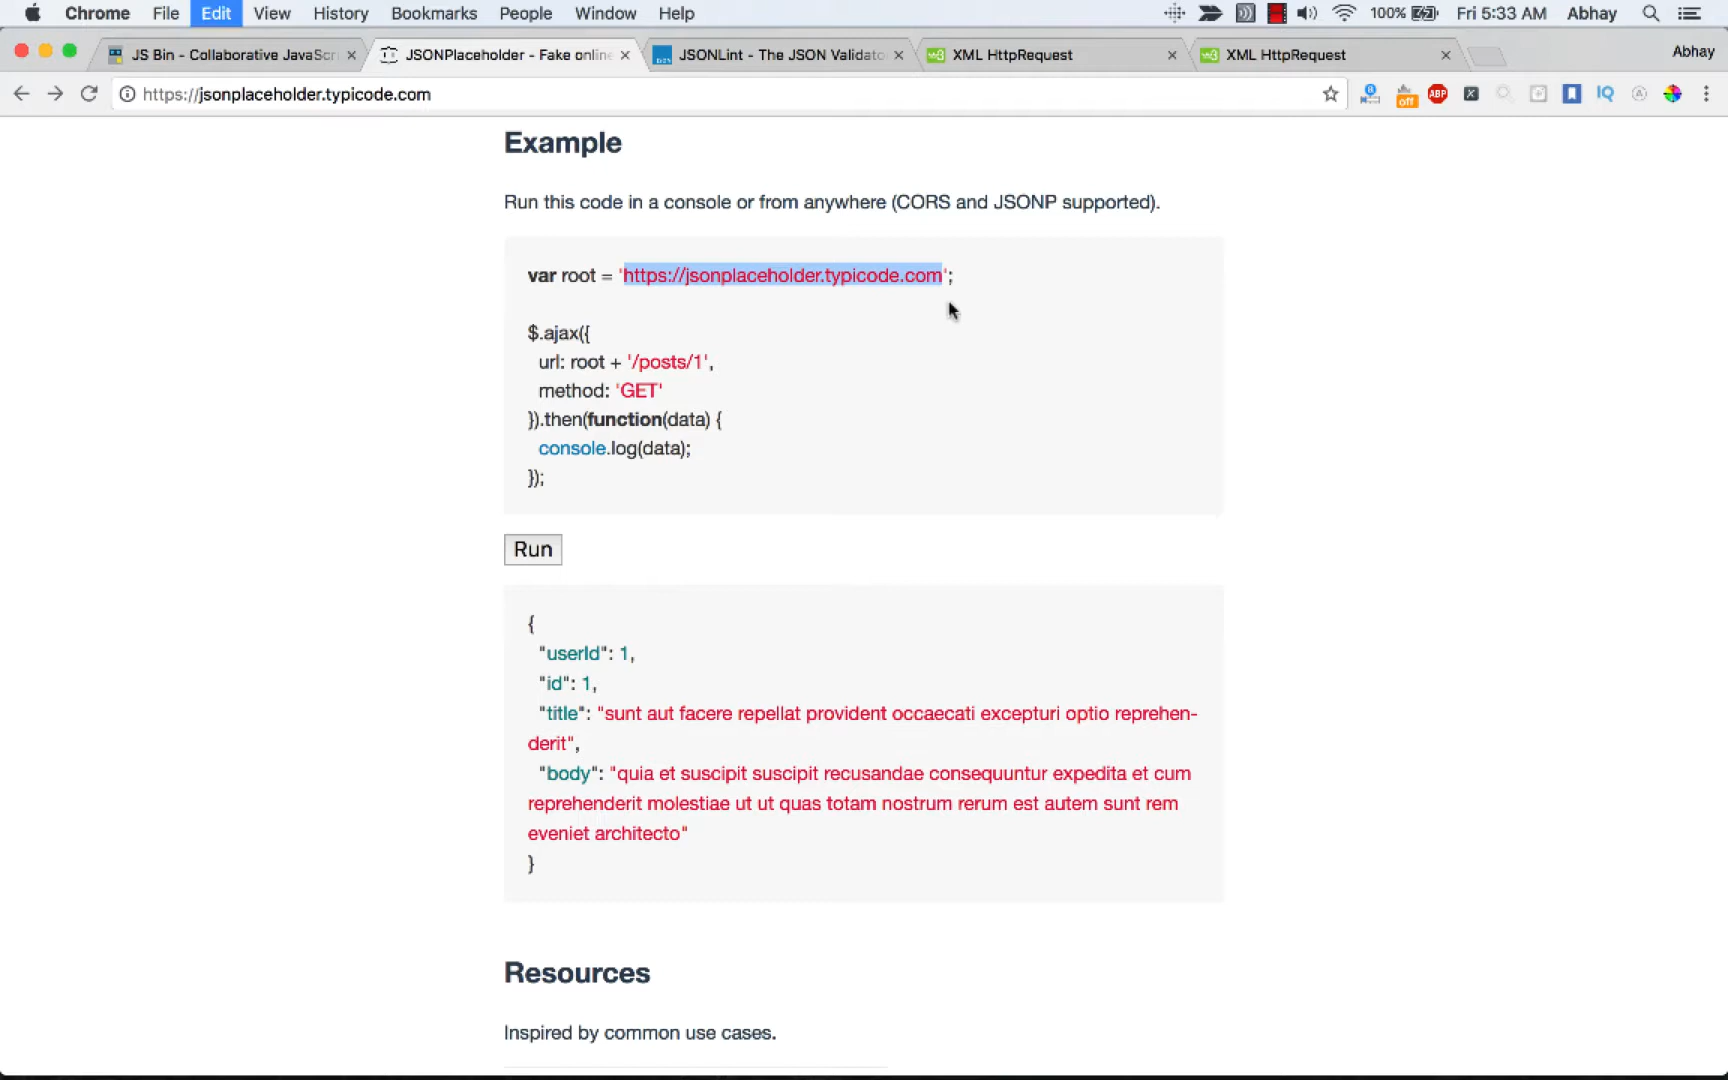 Chrome File Edit View History Bookmarks People Window Help 100% Fri 5:33 AM Abhay
JS Bin - Collaborative JavaScri JSONPlaceholder - Fake online JSONLint - The JSON Validato XML HttpRequest XML HttpRequest Abhay
https://jsonplaceholder.typicode.com off ABP IQ
Example
Run this code in a console or from anywhere (CORS and JSONP supported).
var root = 'https://jsonplaceholder.typicode.com';
$.ajax({
url: root + '/posts/1',
method: 'GET'
}).then(function(data) {
console.log(data);
});
Run
{
"userId": 1,
"id": 1,
"title": "sunt aut facere repellat provident occaecati excepturi optio reprehen-
derit",
"body": "quia et suscipit suscipit recusandae consequuntur expedita et cum
reprehenderit molestiae ut ut quas totam nostrum rerum est autem sunt rem
eveniet architecto"
}
Resources
Inspired by common use cases.